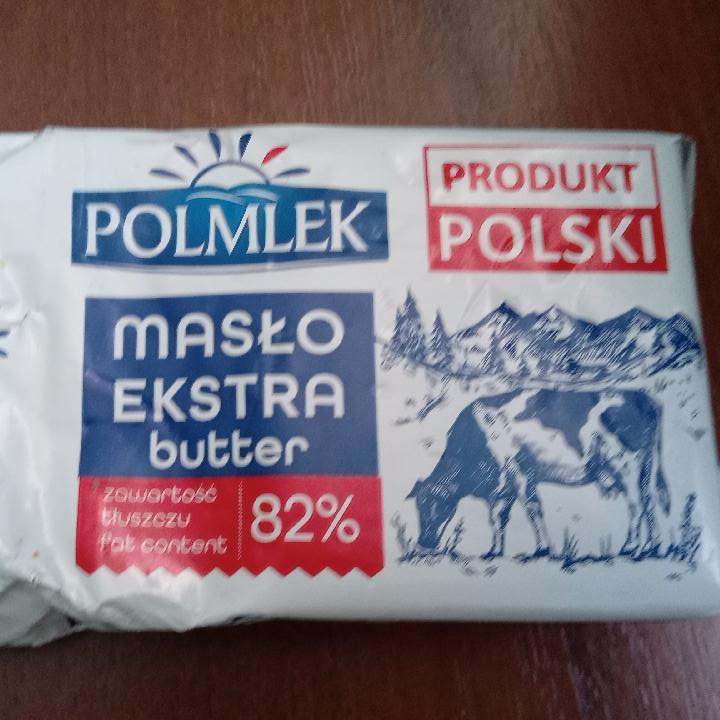 POLMLEK
PRODUKT
POLSKI
MASŁO
EKSTRA
butter
zawartość
tłuszczu
fat content
82%